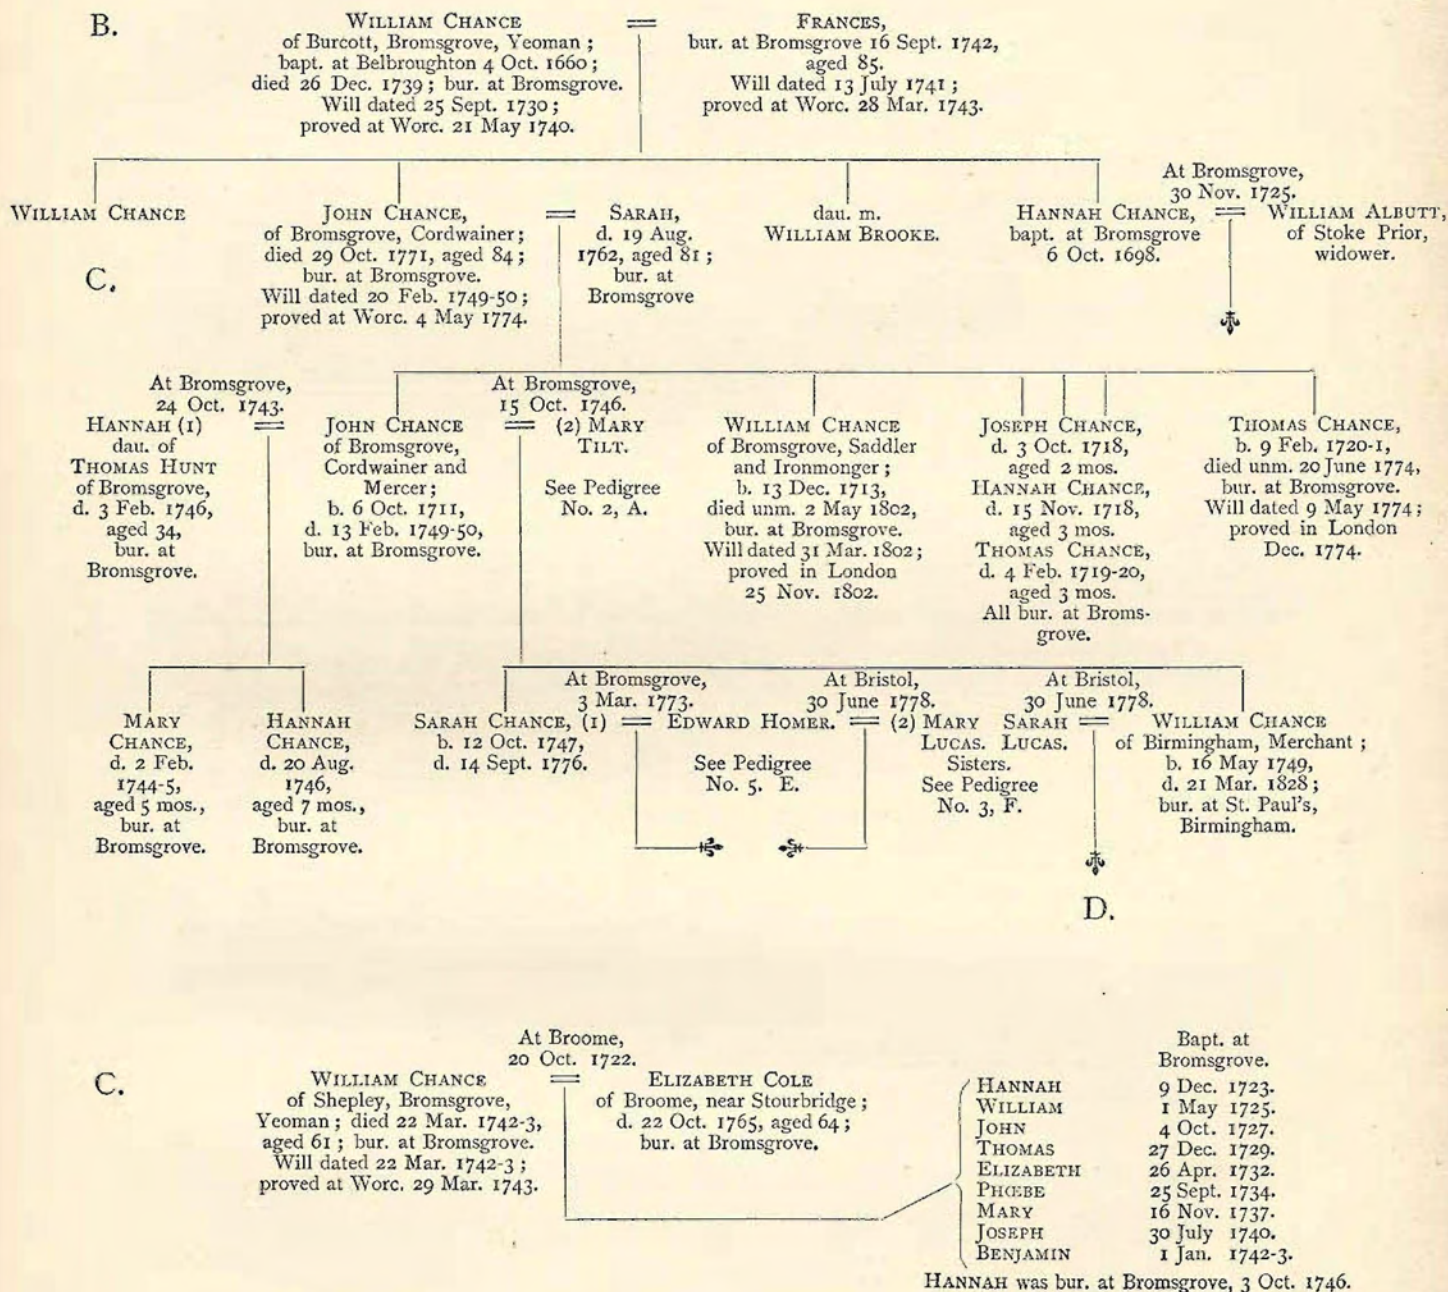 B.
WILLIAM CHANCE
of Burcott, Bromsgrove, Yeoman ;
bapt. at Belbroughton 4 Oct. 1660 ;
died 26 Dec. 1739 ; bur. at Bromsgrove.
Will dated 25 Sept. 1730 ;
proved at Worc. 21 May 1740.
=
FRANCES,
bur. at Bromsgrove 16 Sept. 1742,
aged 85.
Will dated 13 July 1741 ;
proved at Worc. 28 Mar. 1743.
WILLIAM CHANCE
C.
JOHN CHANCE,
of Bromsgrove, Cordwainer;
died 29 Oct. 1771, aged 84 ;
bur. at Bromsgrove.
Will dated 20 Feb. 1749-50 ;
proved at Worc. 4 May 1774.
=
SARAH,
d. 19 Aug.
1762, aged 81 ;
bur. at
Bromsgrove
dau. m.
WILLIAM BROOKE.
HANNAH CHANCE,
bapt. at Bromsgrove
6 Oct. 1698.
At Bromsgrove,
30 Nov. 1725.
=
WILLIAM ALBUTT,
of Stoke Prior,
widower.
At Bromsgrove,
24 Oct. 1743.
HANNAH (1)
dau. of
THOMAS HUNT
of Bromsgrove,
d. 3 Feb. 1746,
aged 34,
bur. at
Bromsgrove.
=
JOHN CHANCE
of Bromsgrove,
Cordwainer and
Mercer ;
b. 6 Oct. 1711,
d. 13 Feb. 1749-50,
bur. at Bromsgrove.
At Bromsgrove,
15 Oct. 1746.
=
(2) MARY
TILT.
See Pedigree
No. 2, A.
WILLIAM CHANCE
of Bromsgrove, Saddler
and Ironmonger ;
b. 13 Dec. 1713,
died unm. 2 May 1802,
bur. at Bromsgrove.
Will dated 31 Mar. 1802 ;
proved in London
25 Nov. 1802.
JOSEPH CHANCE,
d. 3 Oct. 1718,
aged 2 mos.
HANNAH CHANCE,
d. 15 Nov. 1718,
aged 3 mos.
THOMAS CHANCE,
d. 4 Feb. 1719-20,
aged 3 mos.
All bur. at Broms-
grove.
THOMAS CHANCE,
b. 9 Feb. 1720-1,
died unm. 20 June 1774,
bur. at Bromsgrove.
Will dated 9 May 1774 ;
proved in London
Dec. 1774.
MARY
CHANCE,
d. 2 Feb.
1744-5,
aged 5 mos.,
bur. at
Bromsgrove.
HANNAH
CHANCE,
d. 20 Aug.
1746,
aged 7 mos.,
bur. at
Bromsgrove.
SARAH CHANCE, (1)
b. 12 Oct. 1747,
d. 14 Sept. 1776.
At Bromsgrove,
3 Mar. 1773.
=
EDWARD HOMER.
See Pedigree
No. 5. E.
At Bristol,
30 June 1778.
=
(2) MARY SARAH
LUCAS. LUCAS.
Sisters.
See Pedigree
No. 3, F.
At Bristol,
30 June 1778.
=
WILLIAM CHANCE
of Birmingham, Merchant ;
b. 16 May 1749,
d. 21 Mar. 1828 ;
bur. at St. Paul's,
Birmingham.
D.
C.
At Broome,
20 Oct. 1722.
WILLIAM CHANCE
of Shepley, Bromsgrove,
Yeoman ; died 22 Mar. 1742-3,
aged 61 ; bur. at Bromsgrove.
Will dated 22 Mar. 1742-3 ;
proved at Worc. 29 Mar. 1743.
=
ELIZABETH COLE
of Broome, near Stourbridge ;
d. 22 Oct. 1765, aged 64 ;
bur. at Bromsgrove.
Bapt. at
Bromsgrove.
HANNAH 9 Dec. 1723.
WILLIAM 1 May 1725.
JOHN 4 Oct. 1727.
THOMAS 27 Dec. 1729.
ELIZABETH 26 Apr. 1732.
PHŒBE 25 Sept. 1734.
MARY 16 Nov. 1737.
JOSEPH 30 July 1740.
BENJAMIN 1 Jan. 1742-3.
HANNAH was bur. at Bromsgrove, 3 Oct. 1746.